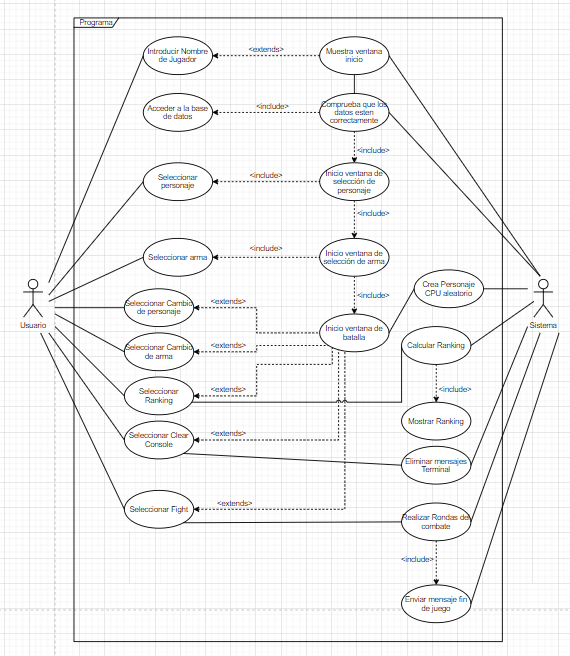 Programa
Introducir Nombre
de Jugador
<extends>
Muestra ventana
inicio
Acceder a la base
de datos
<include>
Comprueba que los
datos esten
correctamente
<include>
Seleccionar
personaje
<include>
Inicio ventana de
selección de
personaje
<include>
Seleccionar arma
<include>
Inicio ventana de
selección de arma
<include>
Crea Personaje
CPU aleatorio
Seleccionar Cambio
de personaje
<extends>
Usuario
Inicio ventana de
batalla
Sistema
Seleccionar Cambio
de arma
<extends>
Calcular Ranking
<include>
Seleccionar
Ranking
<extends>
Mostrar Ranking
Seleccionar Clear
Console
<extends>
Eliminar mensajes
Terminal
Seleccionar Fight
<extends>
Realizar Rondas de
combate
<include>
Enviar mensaje fin
de juego